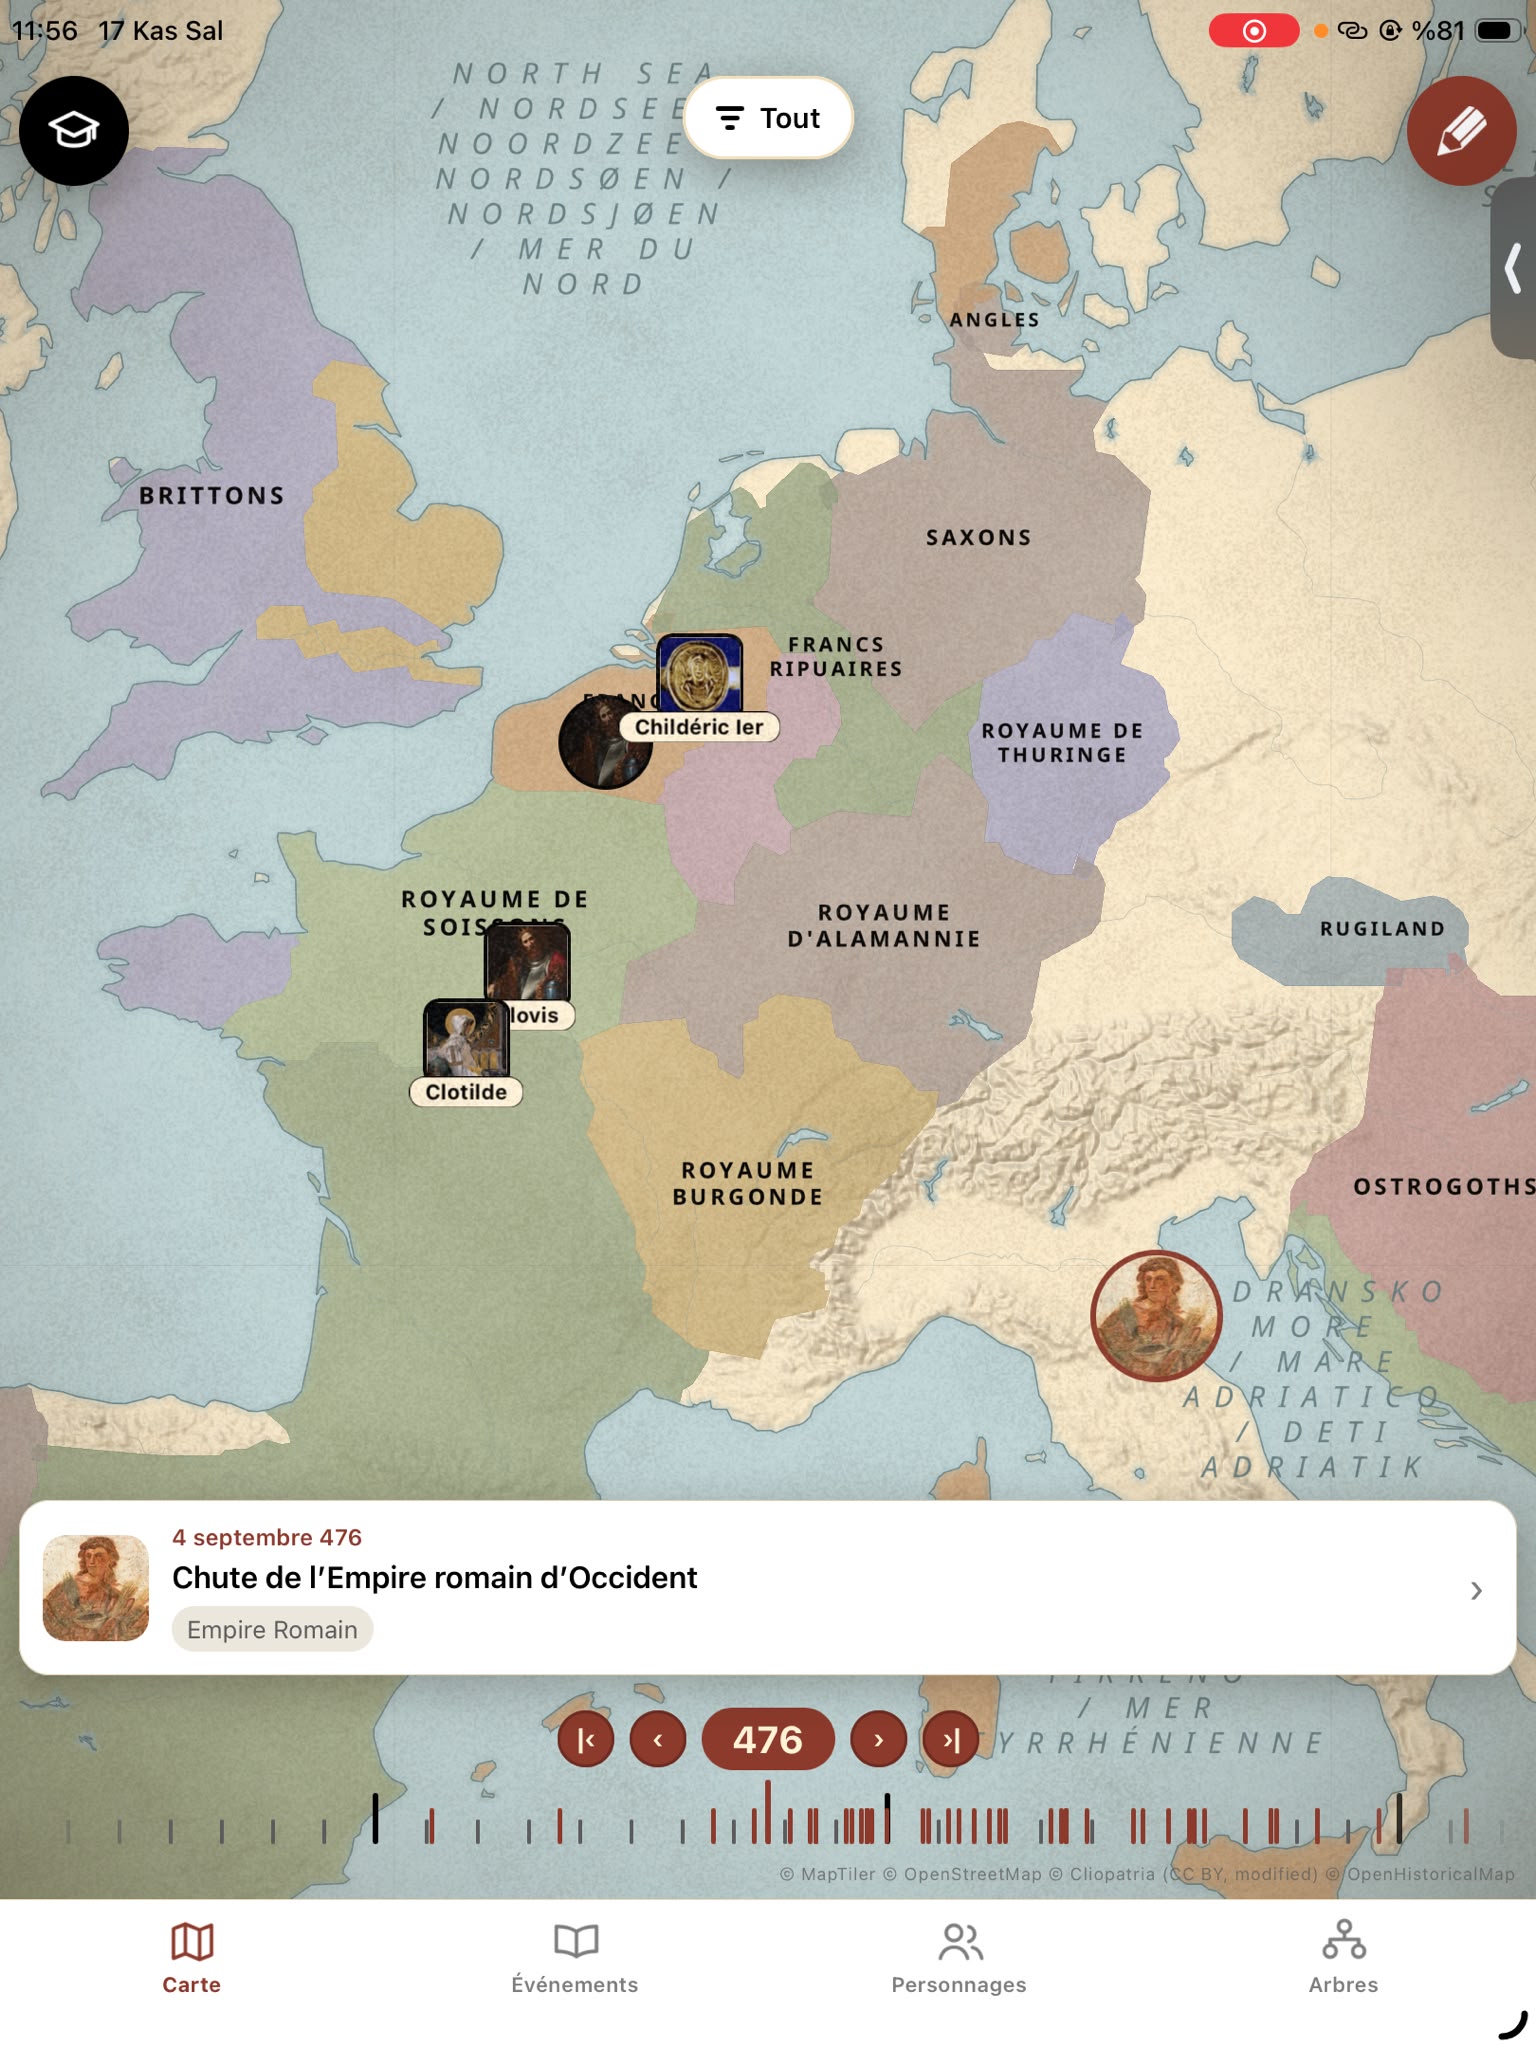 11:56 17 Kas Sal
%81
NORTH SEA
/ NORDSEE
NOORDZEE
NORDSØEN /
NORDSJØEN
/ MER DU
NORD
Tout
ANGLES
BRITTONS
SAXONS
FRANCS
RIPUAIRES
Childéric Ier
ROYAUME DE
THURINGE
ROYAUME DE
SOISSONS
ROYAUME
D'ALAMANNIE
RUGILAND
lovis
Clotilde
ROYAUME
BURGONDE
OSTROGOTHS
DRANSKO
MORE
/ MARE
ADRIATICO
/ DETI
ADRIATIK
4 septembre 476
Chute de l’Empire romain d’Occident
Empire Romain
/ MER
YRRHÉNIENNE
476
© MapTiler © OpenStreetMap © Cliopatria (CC BY, modified) © OpenHistoricalMap
Carte
Événements
Personnages
Arbres